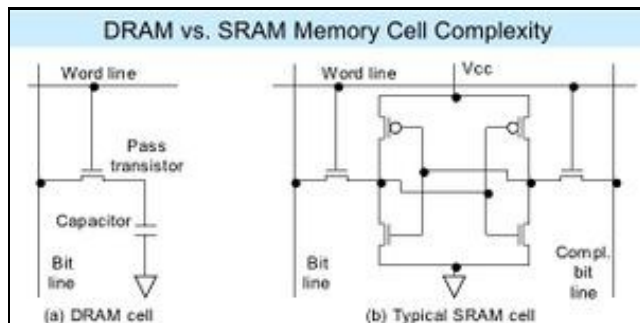 DRAM vs. SRAM Memory Cell Complexity
Word line
Pass
transistor
Capacitor
Bit
line
(a) DRAM cell
Word line
Vcc
Bit
line
Compl.
bit
line
(b) Typical SRAM cell